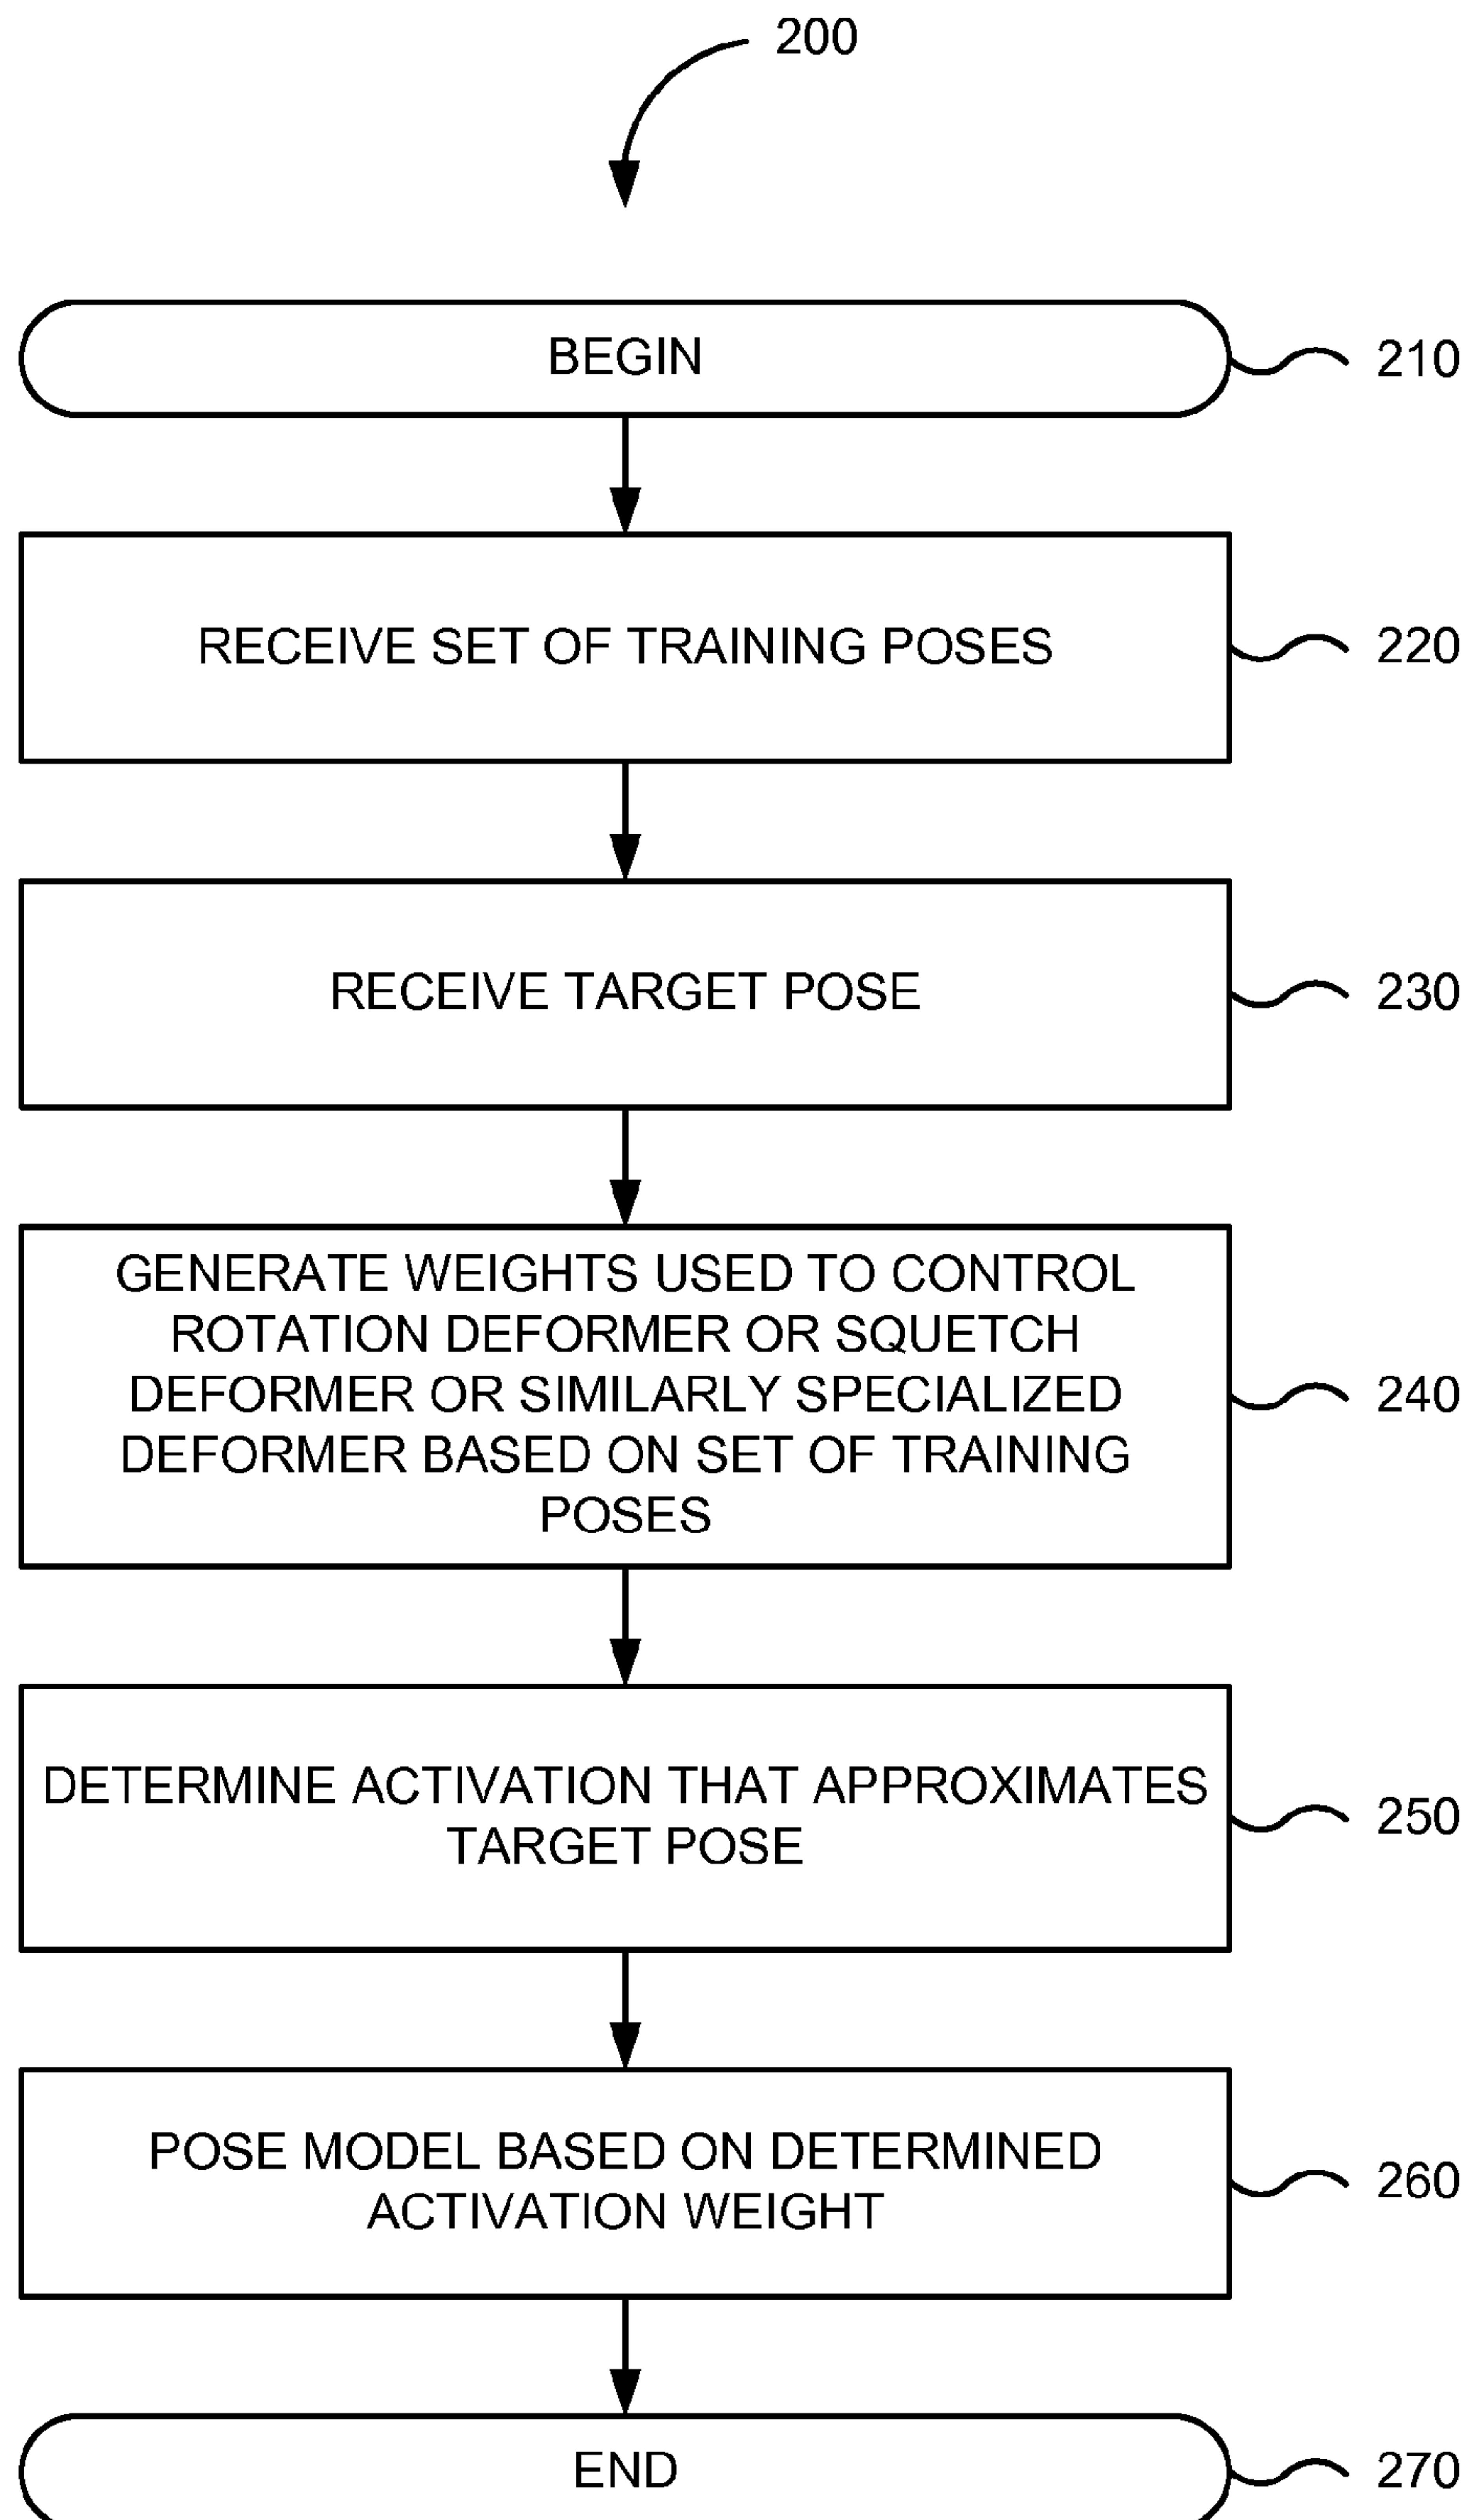 200
BEGIN
210
RECEIVE SET OF TRAINING POSES
220
RECEIVE TARGET POSE
230
GENERATE WEIGHTS USED TO CONTROL
ROTATION DEFORMER OR SQUETCH
DEFORMER OR SIMILARLY SPECIALIZED
DEFORMER BASED ON SET OF TRAINING
POSES
240
DETERMINE ACTIVATION THAT APPROXIMATES
TARGET POSE
250
POSE MODEL BASED ON DETERMINED
ACTIVATION WEIGHT
260
END
270